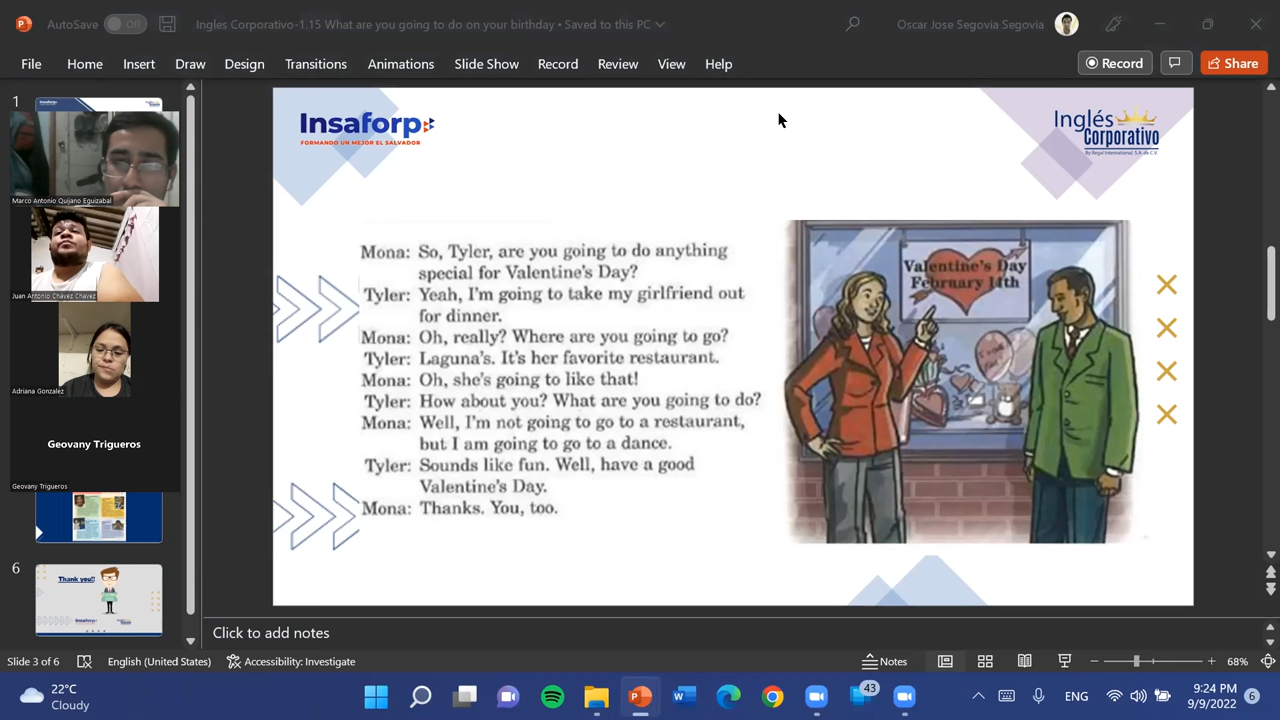 AutoSave Off Ingles Corporativo-1.15 What are you going to do on your birthday • Saved to this PC Oscar Jose Segovia Segovia
File Home Insert Draw Design Transitions Animations Slide Show Record Review View Help Record Share
1
Marco Antonio Quijano Eguizabal
Juan Antonio Chávez Chavez
Adriana Gonzalez
Geovany Trigueros
Geovany Trigueros
6
Thank you!!
Insaforp
FORMANDO UN MEJOR EL SALVADOR
Inglés
Corporativo
By Regal International, S.A. de C.V.
Mona: So, Tyler, are you going to do anything
special for Valentine's Day?
Tyler: Yeah, I'm going to take my girlfriend out
for dinner.
Mona: Oh, really? Where are you going to go?
Tyler: Laguna's. It's her favorite restaurant.
Mona: Oh, she's going to like that!
Tyler: How about you? What are you going to do?
Mona: Well, I'm not going to go to a restaurant,
but I am going to go to a dance.
Tyler: Sounds like fun. Well, have a good
Valentine's Day.
Mona: Thanks. You, too.
Valentine's Day
February 14th
Click to add notes
Slide 3 of 6 English (United States) Accessibility: Investigate Notes 68%
22°C
Cloudy
43
ENG
9:24 PM
9/9/2022
6